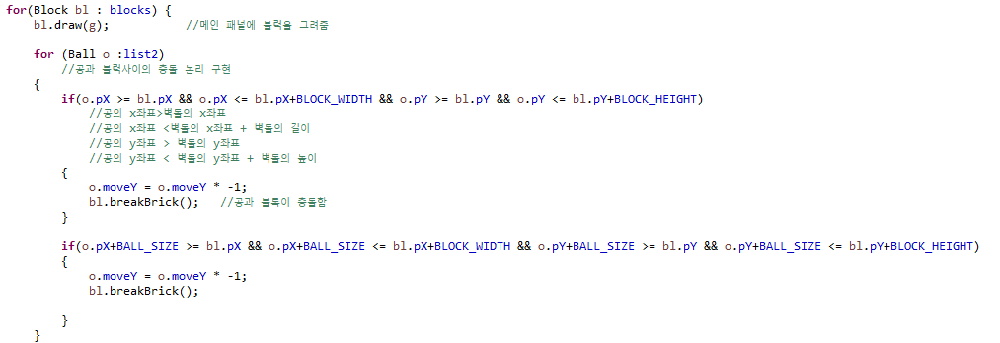 for(Block bl : blocks) {
bl.draw(g); //메인 패널에 블럭을 그려줌
for (Ball o :list2)
//공과 블럭사이의 충돌 논리 구현
{
if(o.pX >= bl.pX && o.pX <= bl.pX+BLOCK_WIDTH && o.pY >= bl.pY && o.pY <= bl.pY+BLOCK_HEIGHT)
//공의 x좌표>벽돌의 x좌표
//공의 x좌표 <벽돌의 x좌표 + 벽돌의 길이
//공의 y좌표 > 벽돌의 y좌표
//공의 y좌표 < 벽돌의 y좌표 + 벽돌의 높이
{
o.moveY = o.moveY * -1;
bl.breakBrick(); //공과 블록이 충돌함
}
if(o.pX+BALL_SIZE >= bl.pX && o.pX+BALL_SIZE <= bl.pX+BLOCK_WIDTH && o.pY+BALL_SIZE >= bl.pY && o.pY+BALL_SIZE <= bl.pY+BLOCK_HEIGHT)
{
o.moveY = o.moveY * -1;
bl.breakBrick();
}
}